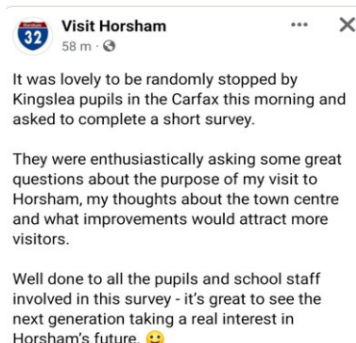 Visit Horsham
58 m
It was lovely to be randomly stopped by
Kingslea pupils in the Carfax this morning and
asked to complete a short survey.
They were enthusiastically asking some great
questions about the purpose of my visit to
Horsham, my thoughts about the town centre
and what improvements would attract more
visitors.
Well done to all the pupils and school staff
involved in this survey - it's great to see the
next generation taking a real interest in
Horsham's future. 🙂
32